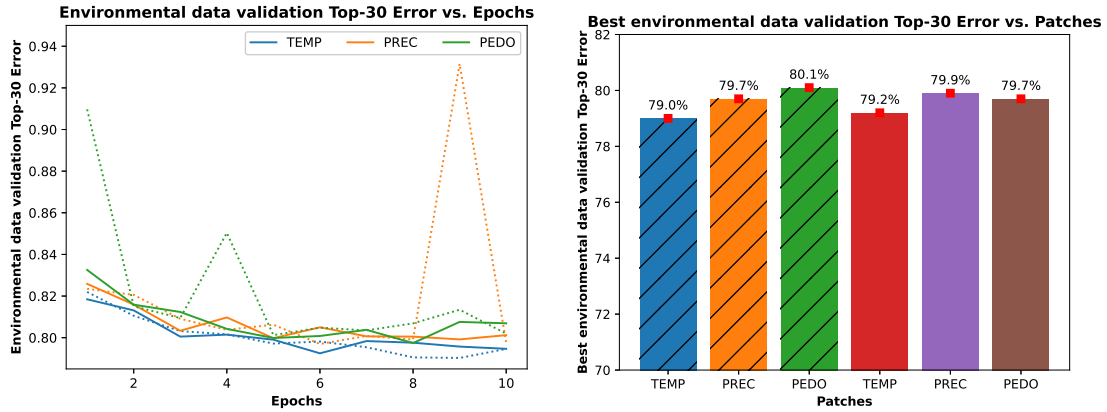 Environmental data validation Top-30 Error vs. Epochs
Environmental data validation Top-30 Error
0.94
0.92
0.90
0.88
0.86
0.84
0.82
0.80
TEMP PREC PEDO
2 4 6 8 10
Epochs
Best environmental data validation Top-30 Error vs. Patches
Best environmental data validation Top-30 Error
82
80
78
76
74
72
70
79.0% 79.7% 80.1% 79.2% 79.9% 79.7%
TEMP PREC PEDO TEMP PREC PEDO
Patches